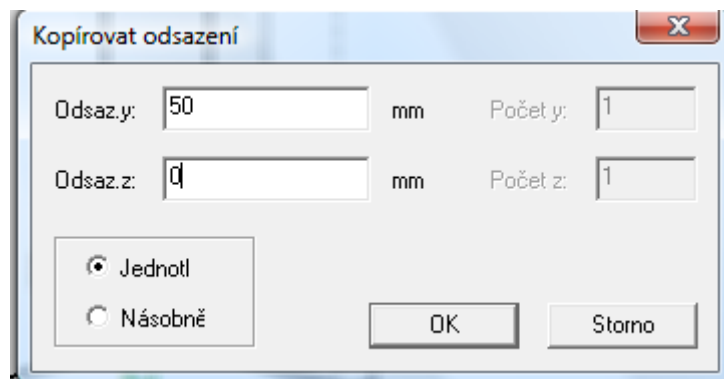 Kopírovat odsazení
Odsaz.y: 50 mm Počet y: 1
Odsaz.z: 0 mm Počet z: 1
Jednotl
Násobně OK Storno